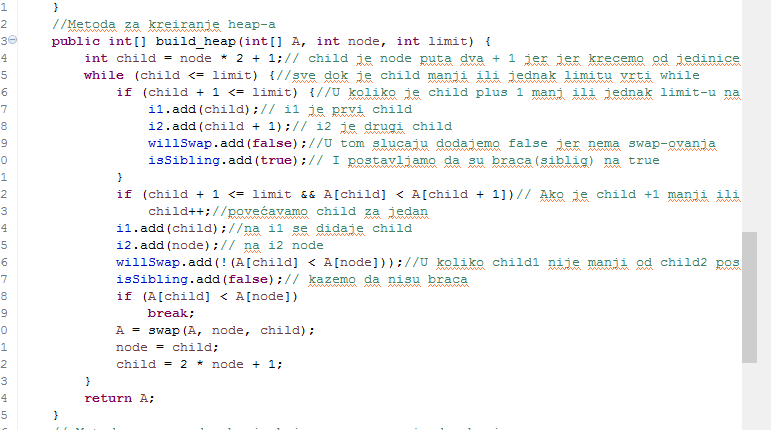 1 }
2 //Metoda za kreiranje heap-a
3 public int[] build_heap(int[] A, int node, int limit) {
4 int child = node * 2 + 1;// child je node puta dva + 1 jer jer krecemo od jedinice
5 while (child <= limit) {//sve dok je child manji ili jednak limitu vrti while
6 if (child + 1 <= limit) {//U koliko je child plus 1 manj ili jednak limit-u na
7 i1.add(child);// i1 je prvi child
8 i2.add(child + 1);// i2 je drugi child
9 willSwap.add(false);//U tom slucaju dodajemo false jer nema swap-ovanja
0 isSibling.add(true);// I postavljamo da su braca(siblig) na true
1 }
2 if (child + 1 <= limit && A[child] < A[child + 1])// Ako je child +1 manji ili
3 child++;//povećavamo child za jedan
4 i1.add(child);//na i1 se didaje child
5 i2.add(node);// na i2 node
6 willSwap.add(!(A[child] < A[node]));//U koliko child1 nije manji od child2 pos
7 isSibling.add(false);// kazemo da nisu braca
8 if (A[child] < A[node])
9 break;
0 A = swap(A, node, child);
1 node = child;
2 child = 2 * node + 1;
3 }
4 return A;
5 }